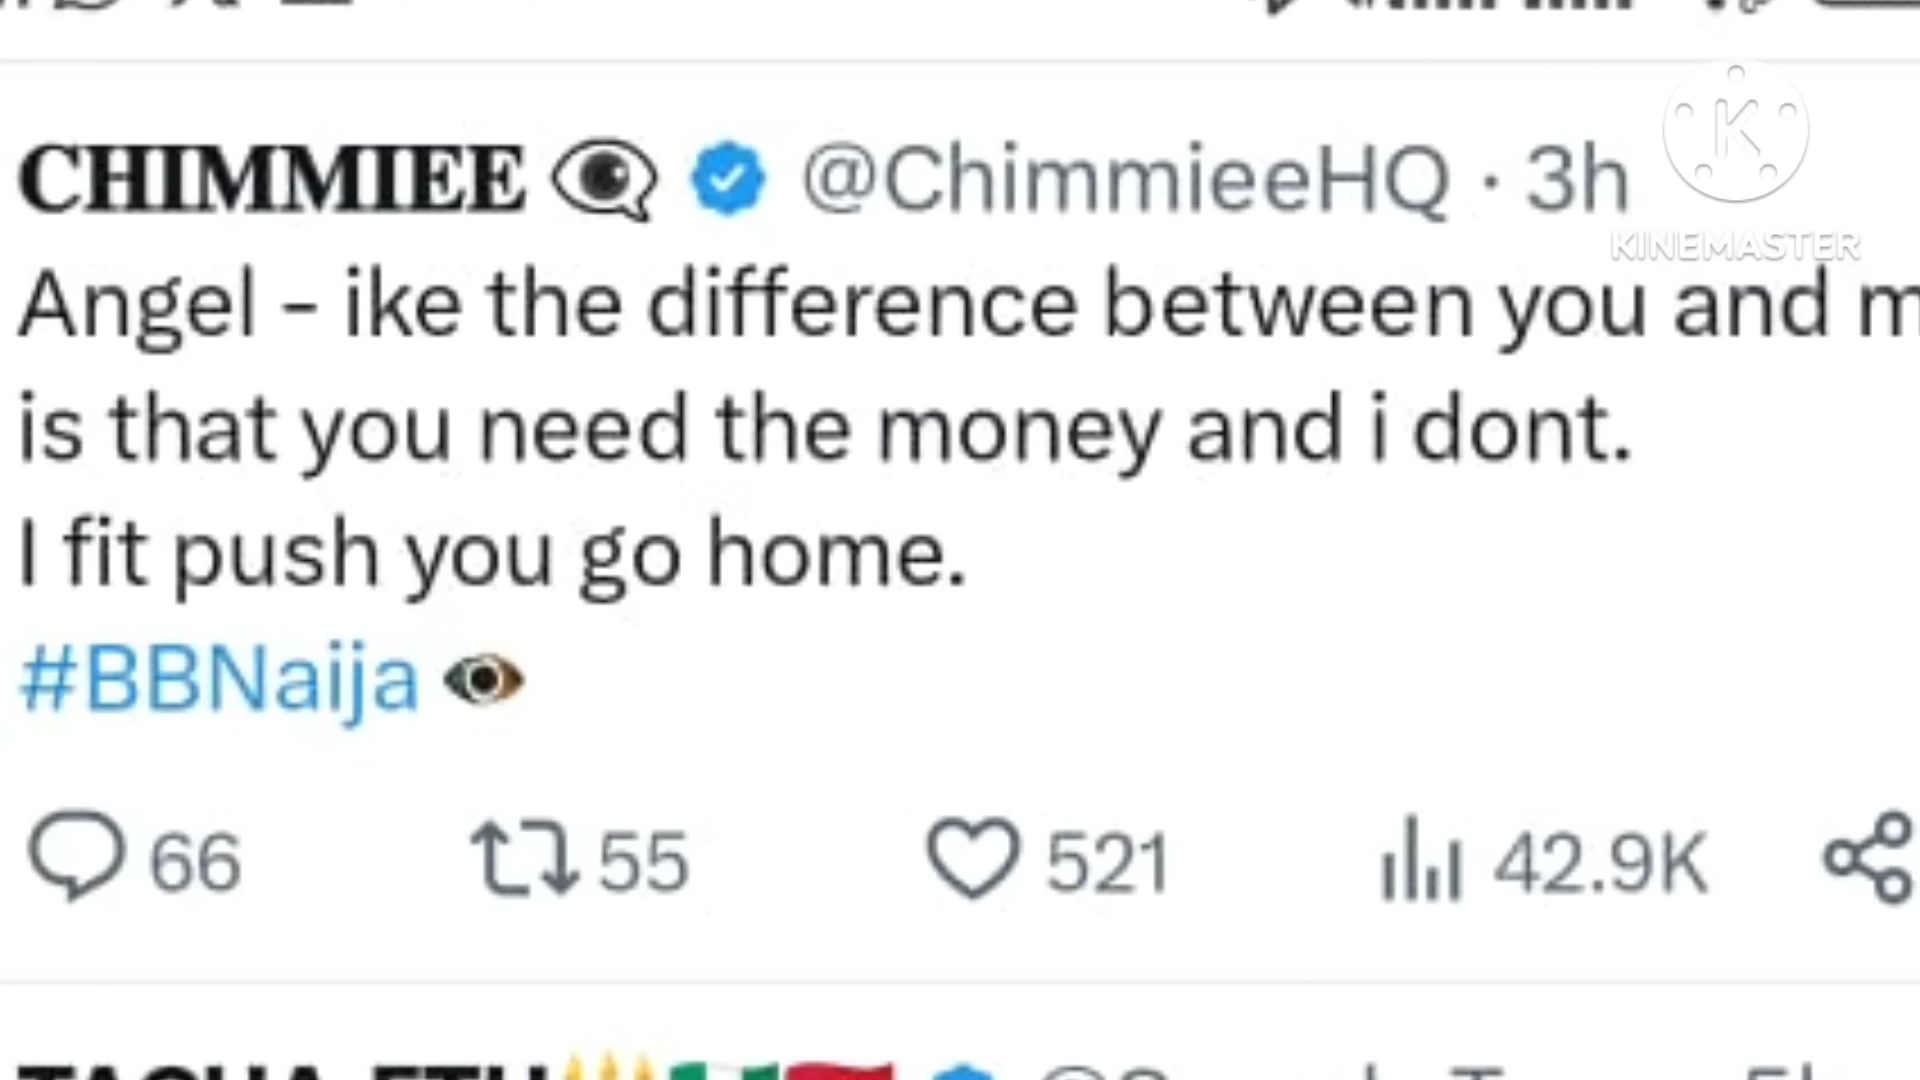 CHIMMIEE 👁️‍🗨️ @ChimmieeHQ · 3h
KINEMASTER
Angel - ike the difference between you and
is that you need the money and i dont.
I fit push you go home.
#BBNaija 👁
66 55 521 42.9K